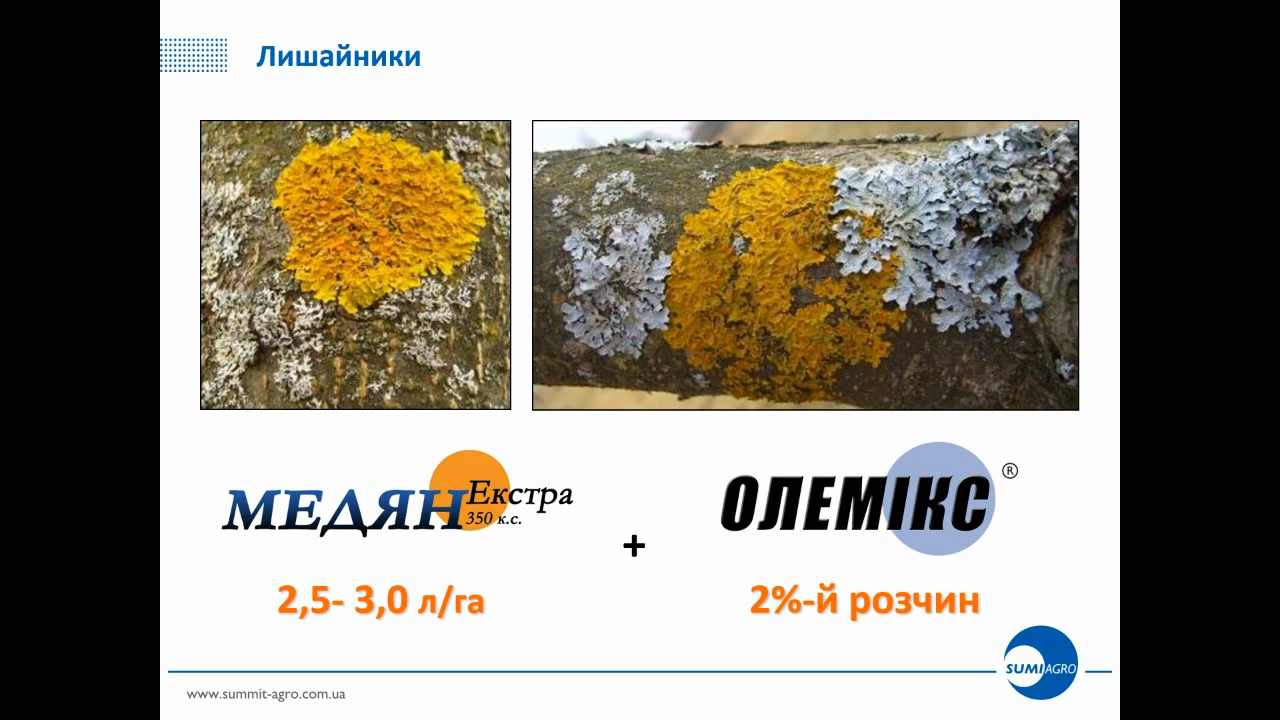 Лишайники
МЕДЯН Екстра
350 к.с.
+
ОЛЕМІКС ®
2,5- 3,0 л/га
2%-й розчин
SUMI AGRO
www.summit-agro.com.ua